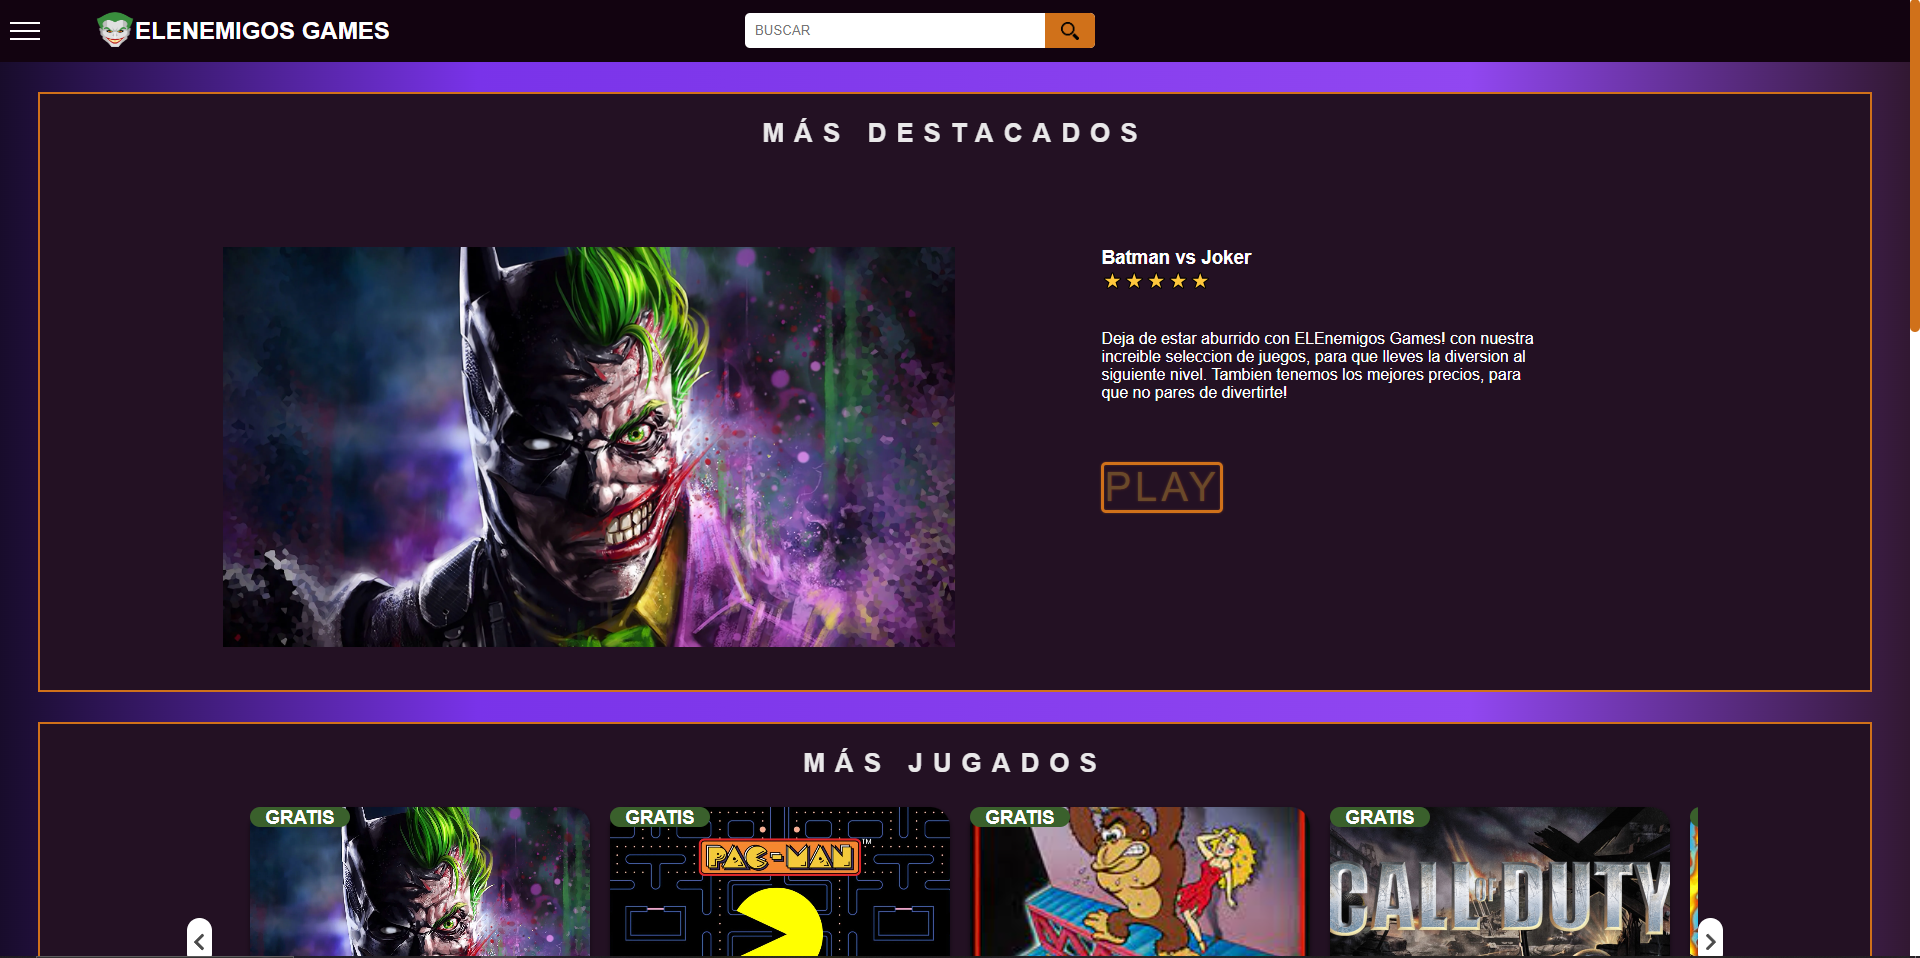 ELENEMIGOS GAMES
BUSCAR
MÁS DESTACADOS
Batman vs Joker
Deja de estar aburrido con ELEnemigos Games! con nuestra
increible seleccion de juegos, para que lleves la diversion al
siguiente nivel. Tambien tenemos los mejores precios, para
que no pares de divertirte!
PLAY
MÁS JUGADOS
GRATIS
GRATIS
GRATIS
GRATIS
PAC-MAN™
CALL OF DUTY